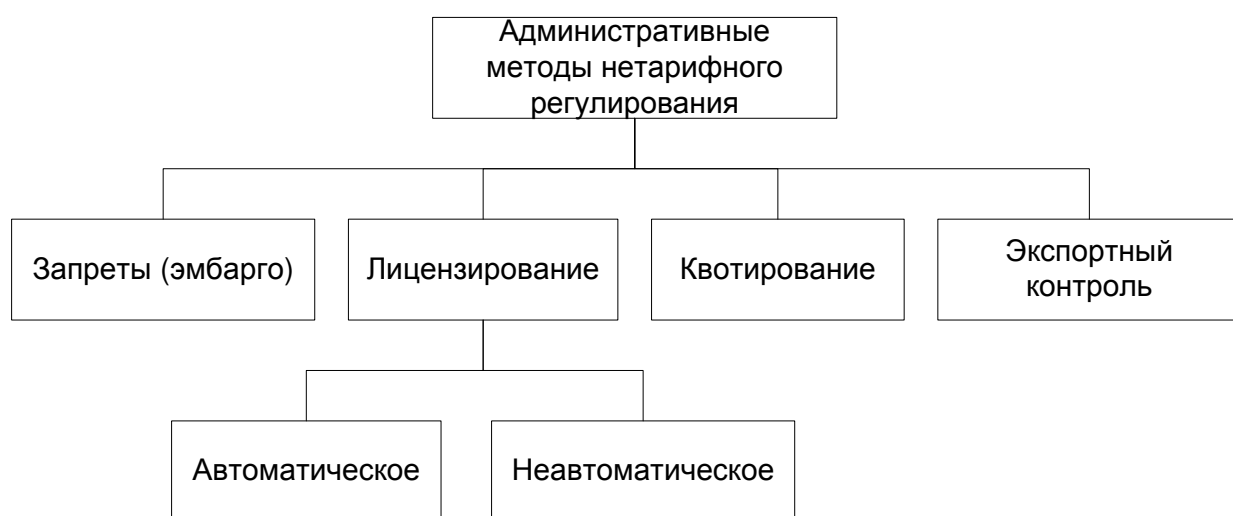 Административные
методы нетарифного
регулирования
Запреты (эмбарго)
Лицензирование
Квотирование
Экспортный
контроль
Автоматическое
Неавтоматическое